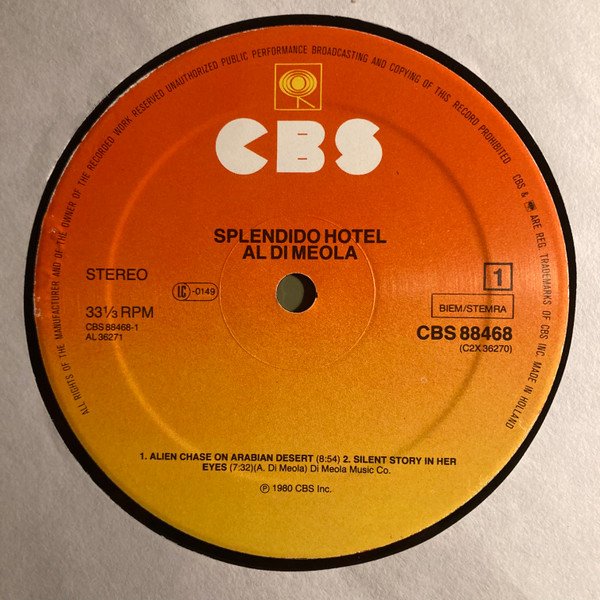 ALL RIGHTS OF THE MANUFACTURER AND OF THE OWNER OF THE RECORDED WORK RESERVED UNAUTHORIZED PUBLIC PERFORMANCE BROADCASTING AND COPYING OF THIS RECORD PROHIBITED CBS & ARE REG. TRADEMARKS OF CBS INC. MADE IN HOLLAND
CBS
SPLENDIDO HOTEL
AL DI MEOLA
STEREO
LC -0149
1
33⅓ RPM
BIEM/STEMRA
CBS 88468-1
AL 36271
CBS 88468
(C2X 36270)
1. ALIEN CHASE ON ARABIAN DESERT (8:54) 2. SILENT STORY IN HER
EYES (7:32)(A. Di Meola) Di Meola Music Co.
℗ 1980 CBS Inc.